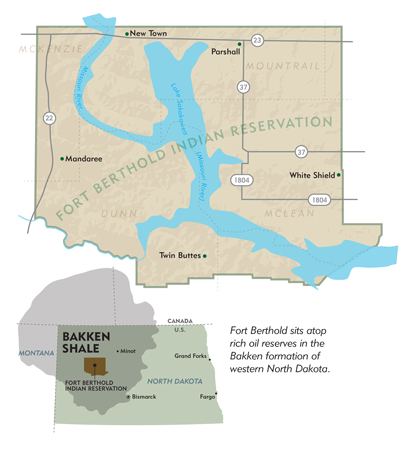 New Town
23
Parshall
MCKENZIE
MOUNTRAIL
Missouri River
Lake Sakakawea
(Missouri River)
37
22
FORT BERTHOLD INDIAN RESERVATION
37
Mandaree
White Shield
1804
1804
DUNN
MCLEAN
Twin Buttes
CANADA
U.S.
BAKKEN
SHALE
Minot
MONTANA
Grand Forks
FORT BERTHOLD
INDIAN RESERVATION
NORTH DAKOTA
Bismarck
Fargo
Fort Berthold sits atop
rich oil reserves in the
Bakken formation of
western North Dakota.